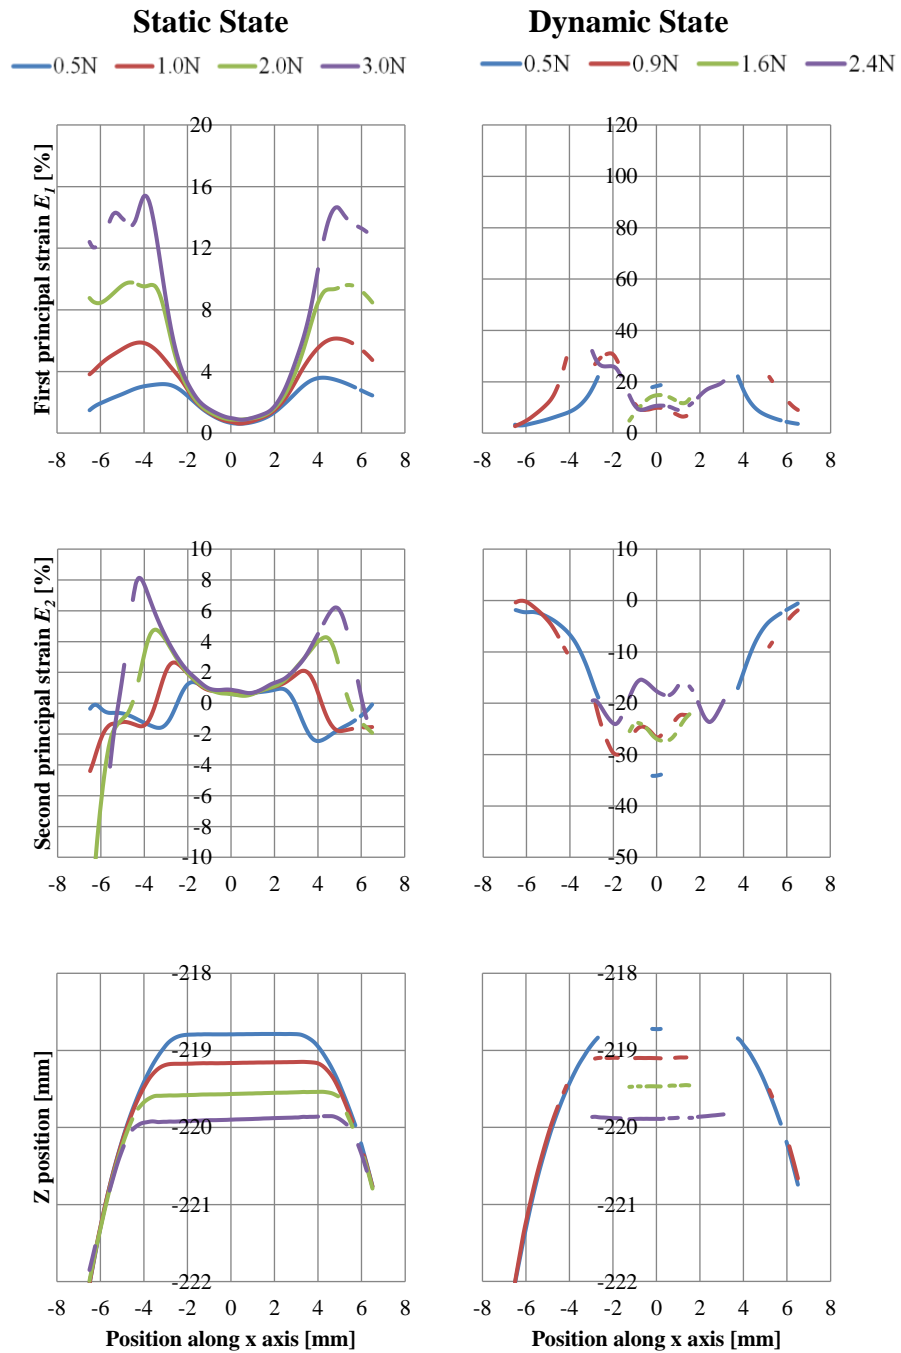 Static State
Dynamic State
0.5N 1.0N 2.0N 3.0N
0.5N 0.9N 1.6N 2.4N
First principal strain E1 [%]
20
16
12
8
4
0
-8 -6 -4 -2 0 2 4 6 8
120
100
80
60
40
20
0
-8 -6 -4 -2 0 2 4 6 8
Second principal strain E2 [%]
10
8
6
4
2
0
-2
-4
-6
-8
-10
-8 -6 -4 -2 0 2 4 6 8
10
0
-10
-20
-30
-40
-50
-8 -6 -4 -2 0 2 4 6 8
Z position [mm]
-218
-219
-220
-221
-222
-8 -6 -4 -2 0 2 4 6 8
Position along x axis [mm]
-218
-219
-220
-221
-222
-8 -6 -4 -2 0 2 4 6 8
Position along x axis [mm]